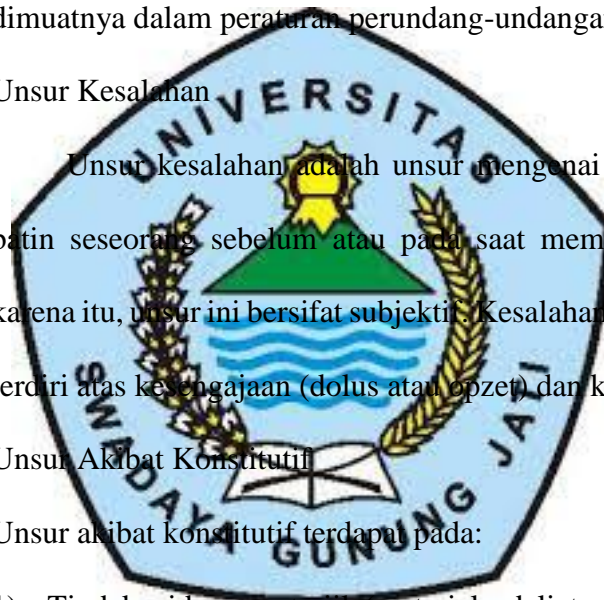 dimuatnya dalam peraturan perundang-undanga
Unsur Kesalahan
UNIVERSITAS
Unsur kesalahan adalah unsur mengenai
batin seseorang sebelum atau pada saat mem
karena itu, unsur ini bersifat subjektif. Kesalahan
terdiri atas kesengajaan (dolus atau opzet) dan k
Unsur Akibat Konstitutif
SWADAYA GUNUNG JATI
Unsur akibat konstitutif terdapat pada: